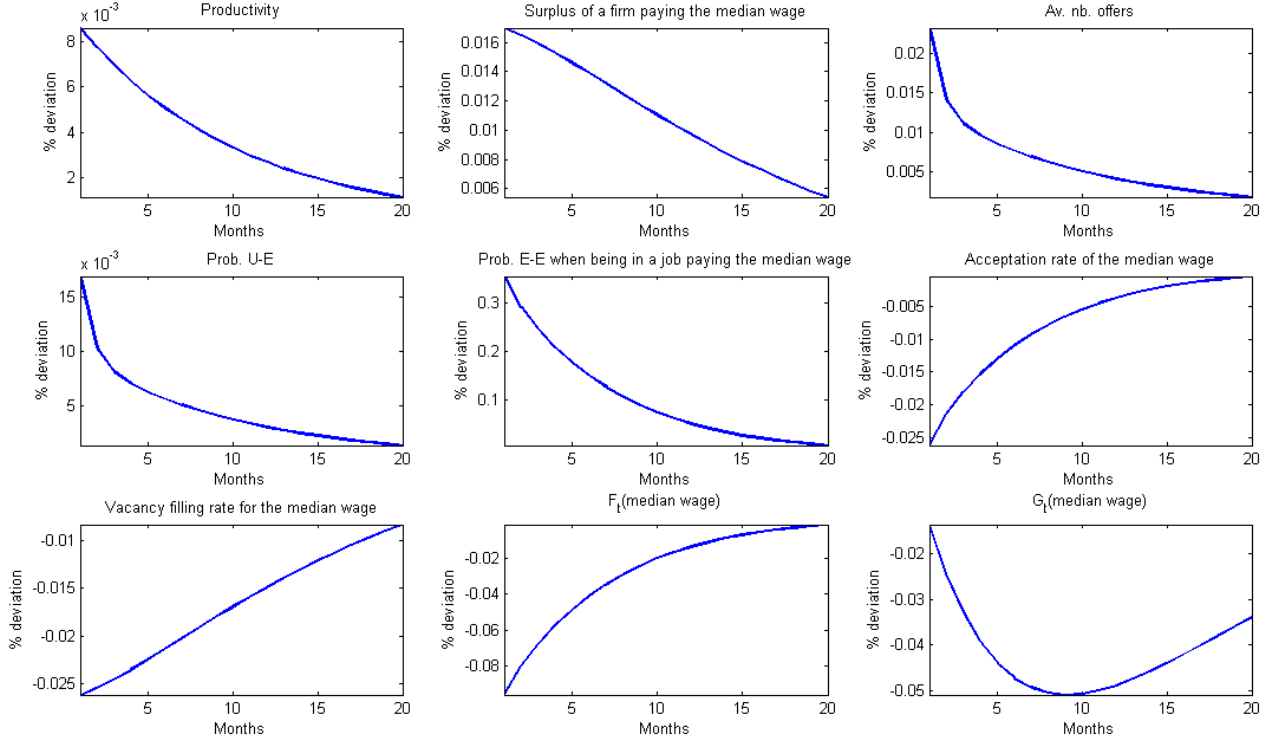 Productivity
x 10⁻³
8
6
4
2
% deviation
5 10 15 20
Months
Surplus of a firm paying the median wage
0.016
0.014
0.012
0.01
0.008
0.006
% deviation
5 10 15 20
Months
Av. nb. offers
0.02
0.015
0.01
0.005
% deviation
5 10 15 20
Months
Prob. U-E
x 10⁻³
15
10
5
% deviation
5 10 15 20
Months
Prob. E-E when being in a job paying the median wage
0.3
0.2
0.1
% deviation
5 10 15 20
Months
Acceptation rate of the median wage
-0.005
-0.01
-0.015
-0.02
-0.025
% deviation
5 10 15 20
Months
Vacancy filling rate for the median wage
-0.01
-0.015
-0.02
-0.025
% deviation
5 10 15 20
Months
Fₜ(median wage)
-0.02
-0.04
-0.06
-0.08
% deviation
5 10 15 20
Months
Gₜ(median wage)
-0.02
-0.03
-0.04
-0.05
% deviation
5 10 15 20
Months